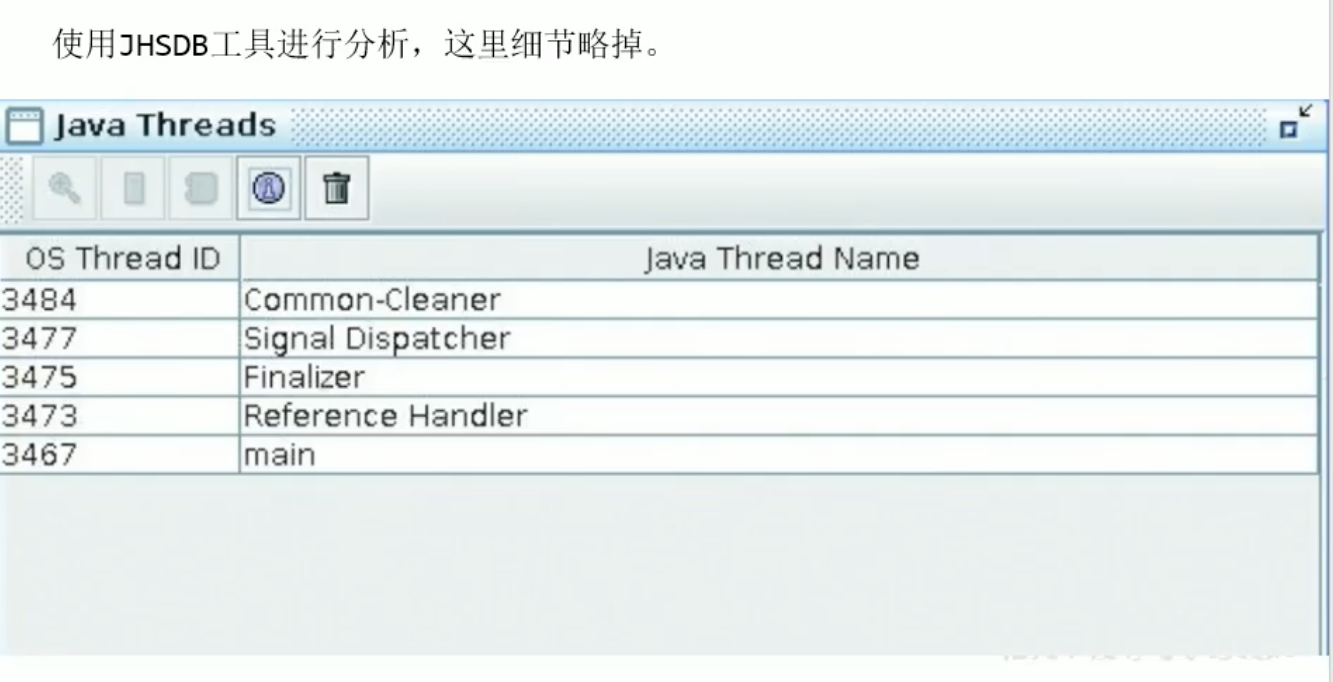 使用JHSDB工具进行分析，这里细节略掉。
Java Threads
OS Thread ID Java Thread Name
3484 Common-Cleaner
3477 Signal Dispatcher
3475 Finalizer
3473 Reference Handler
3467 main